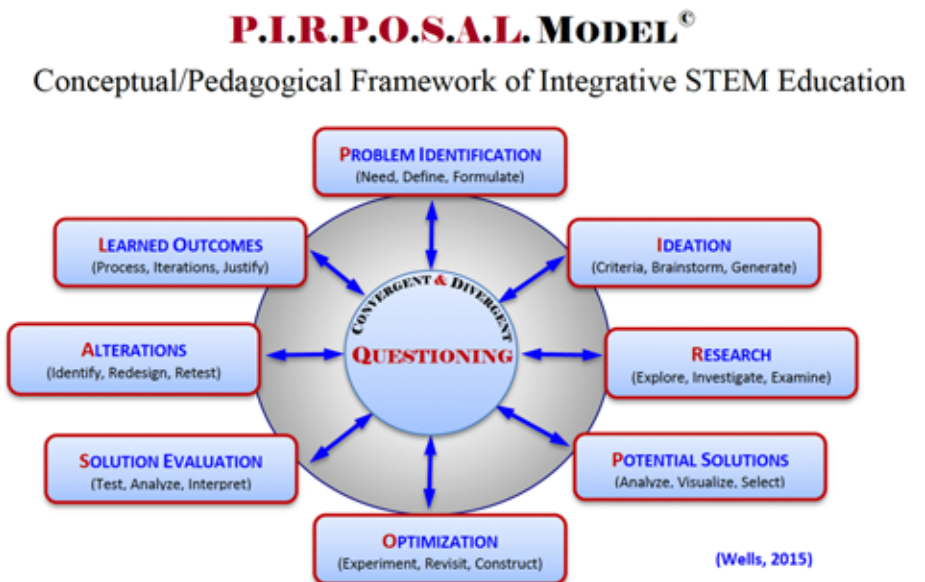 P.I.R.P.O.S.A.L. MODEL©
Conceptual/Pedagogical Framework of Integrative STEM Education
PROBLEM IDENTIFICATION
(Need, Define, Formulate)
IDEATION
(Criteria, Brainstorm, Generate)
RESEARCH
(Explore, Investigate, Examine)
POTENTIAL SOLUTIONS
(Analyze, Visualize, Select)
OPTIMIZATION
(Experiment, Revisit, Construct)
SOLUTION EVALUATION
(Test, Analyze, Interpret)
ALTERATIONS
(Identify, Redesign, Retest)
LEARNED OUTCOMES
(Process, Iterations, Justify)
CONVERGENT & DIVERGENT
QUESTIONING
(Wells, 2015)